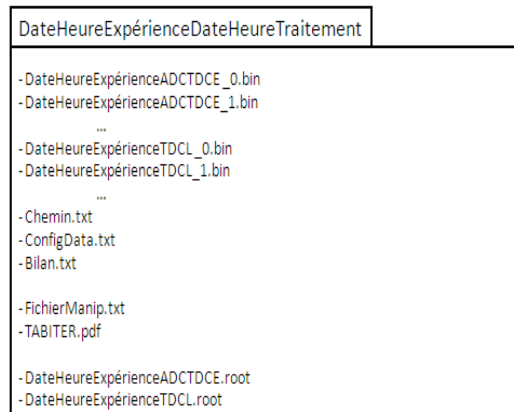 DateHeureExpérienceDateHeureTraitement
-DateHeureExpérienceADCTDCE_0.bin
-DateHeureExpérienceADCTDCE_1.bin
...
-DateHeureExpérienceTDCL_0.bin
-DateHeureExpérienceTDCL_1.bin
...
-Chemin.txt
-ConfigData.txt
-Bilan.txt
-FichierManip.txt
-TABITER.pdf
-DateHeureExpérienceADCTDCE.root
-DateHeureExpérienceTDCL.root